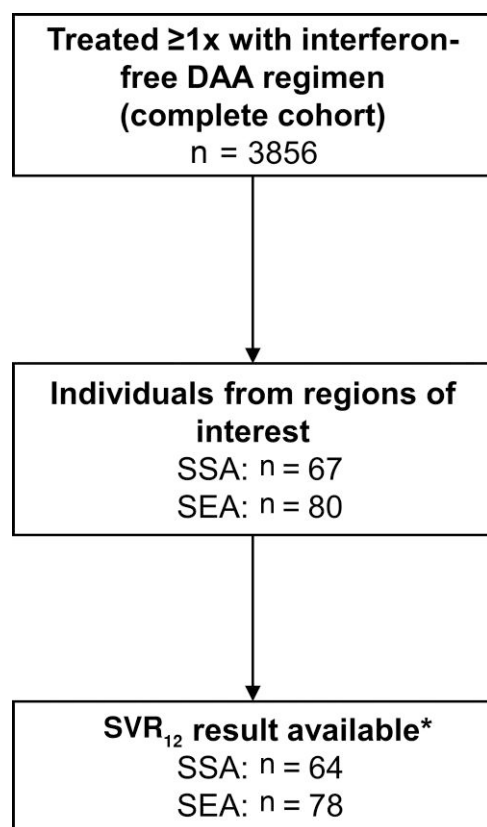 Treated ≥1x with interferon-
free DAA regimen
(complete cohort)
n = 3856
Individuals from regions of
interest
SSA: n = 67
SEA: n = 80
SVR₁₂ result available*
SSA: n = 64
SEA: n = 78